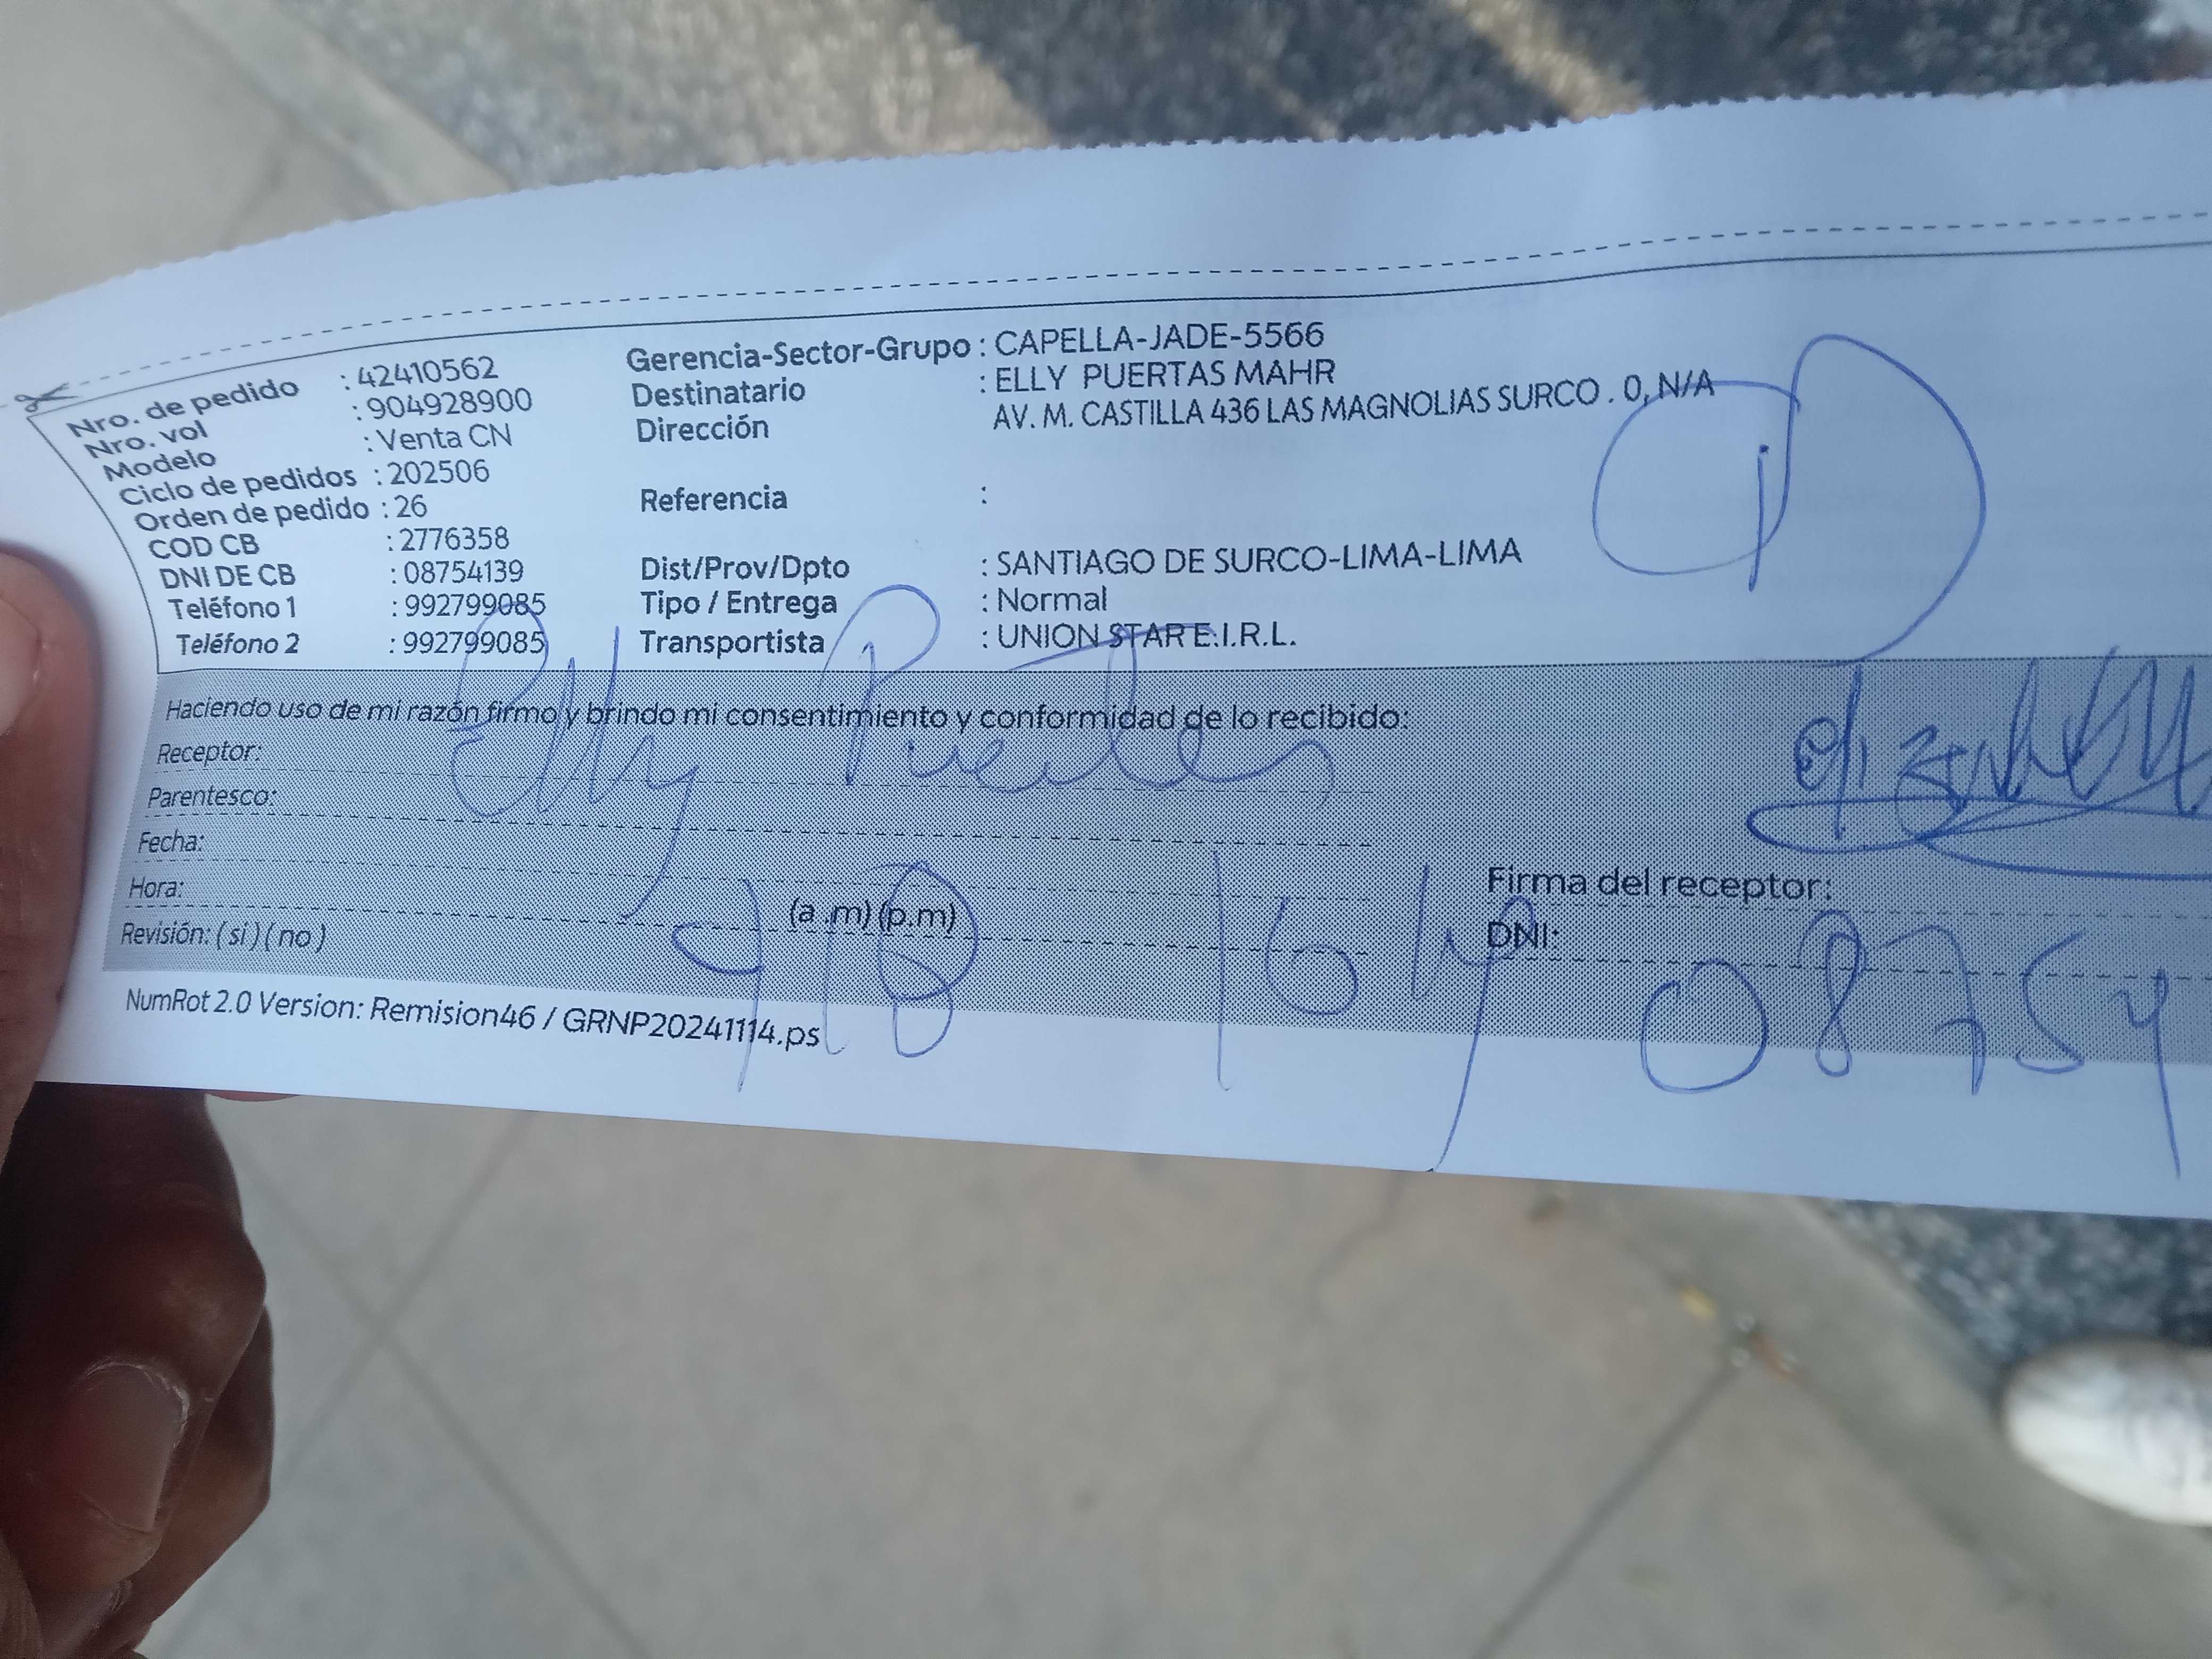 Nro. de pedido : 42410562
Nro. vol : 904928900
Modelo : Venta CN
Ciclo de pedidos : 202506
Orden de pedido : 26
COD CB : 2776358
DNI DE CB : 08754139
Teléfono 1 : 992799085
Teléfono 2 : 992799085
Gerencia-Sector-Grupo : CAPELLA-JADE-5566
Destinatario : ELLY PUERTAS MAHR
Dirección AV. M. CASTILLA 436 LAS MAGNOLIAS SURCO . 0, N/A
Referencia :
Dist/Prov/Dpto : SANTIAGO DE SURCO-LIMA-LIMA
Tipo / Entrega : Normal
Transportista : UNION STAR E.I.R.L.
Haciendo uso de mi razón firmo y brindo mi consentimiento y conformidad de lo recibido:
Receptor: Elly Puertas
Parentesco:
Fecha:
Hora: (a .m) (p.m)
Revisión: ( si ) ( no )
Firma del receptor:
DNI: 08754
NumRot 2.0 Version: Remision46 / GRNP20241114.ps